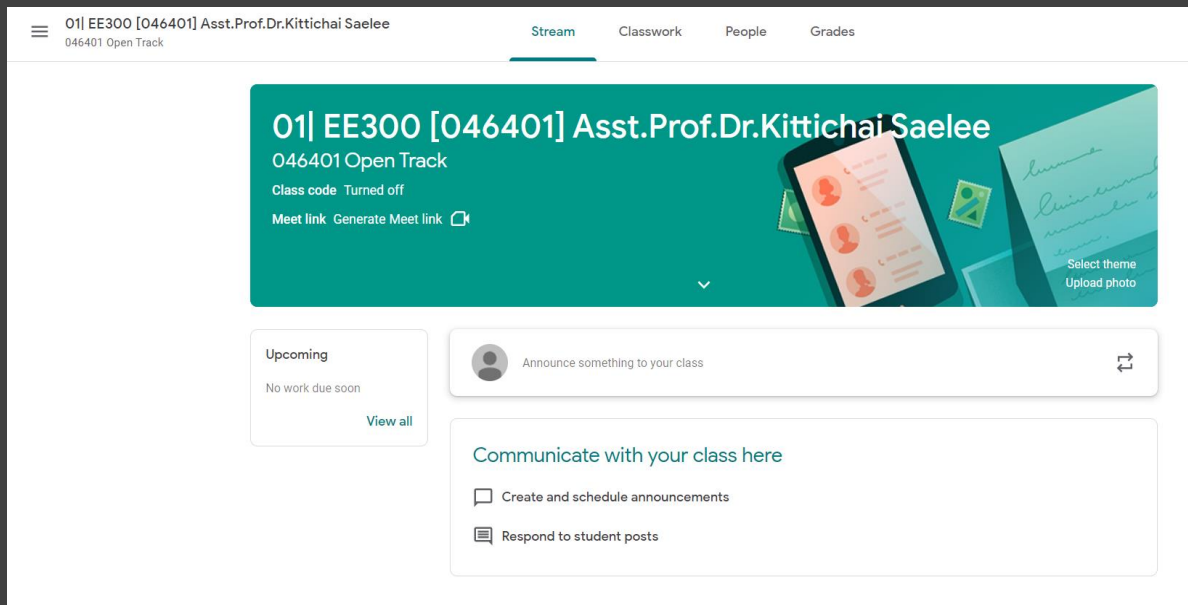 01| EE300 [046401] Asst.Prof.Dr.Kittichai Saelee
046401 Open Track
Stream
Classwork
People
Grades
01| EE300 [046401] Asst.Prof.Dr.Kittichai Saelee
046401 Open Track
Class code Turned off
Meet link Generate Meet link
Select theme
Upload photo
Upcoming
No work due soon
View all
Announce something to your class
Communicate with your class here
Create and schedule announcements
Respond to student posts